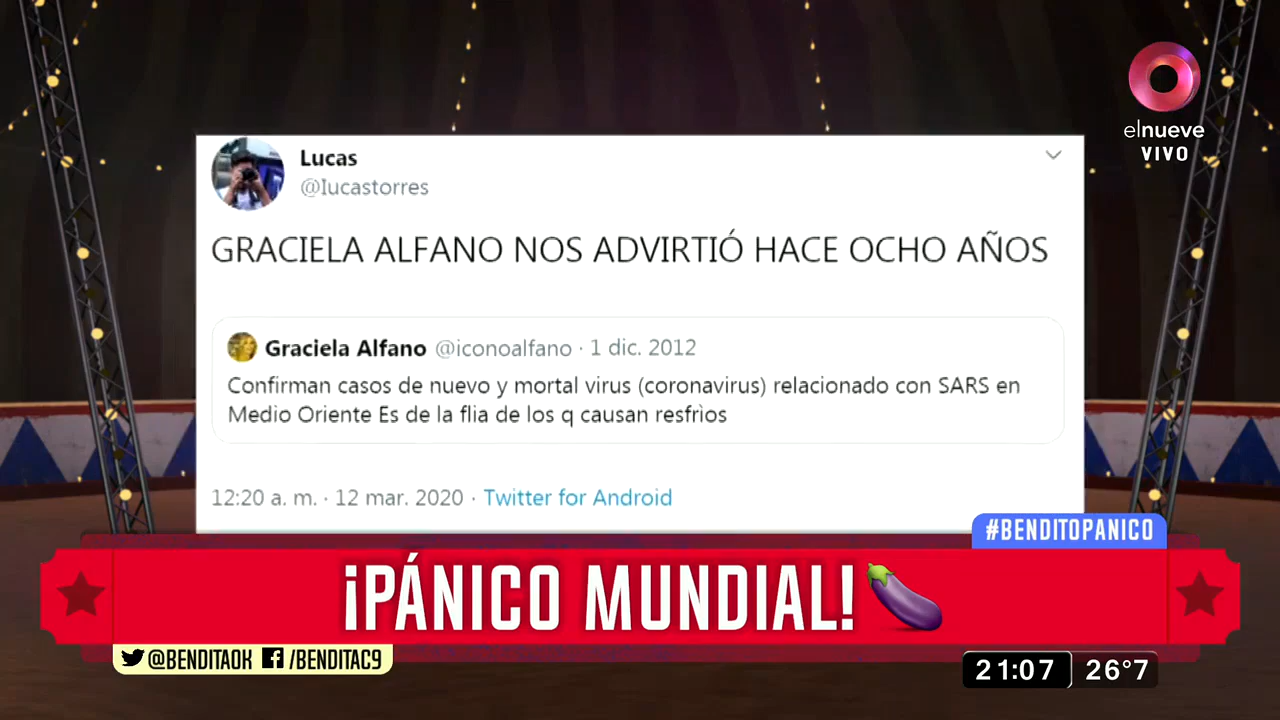 elnueve
VIVO
Lucas
@lucastorres
GRACIELA ALFANO NOS ADVIRTIÓ HACE OCHO AÑOS
Graciela Alfano @iconoalfano · 1 dic. 2012
Confirman casos de nuevo y mortal virus (coronavirus) relacionado con SARS en
Medio Oriente Es de la flia de los q causan resfrìos
12:20 a. m. · 12 mar. 2020 · Twitter for Android
#BENDITOPANICO
¡PÁNICO MUNDIAL!🍆
@BENDITAOK /BENDITAC9
21:07 26°7